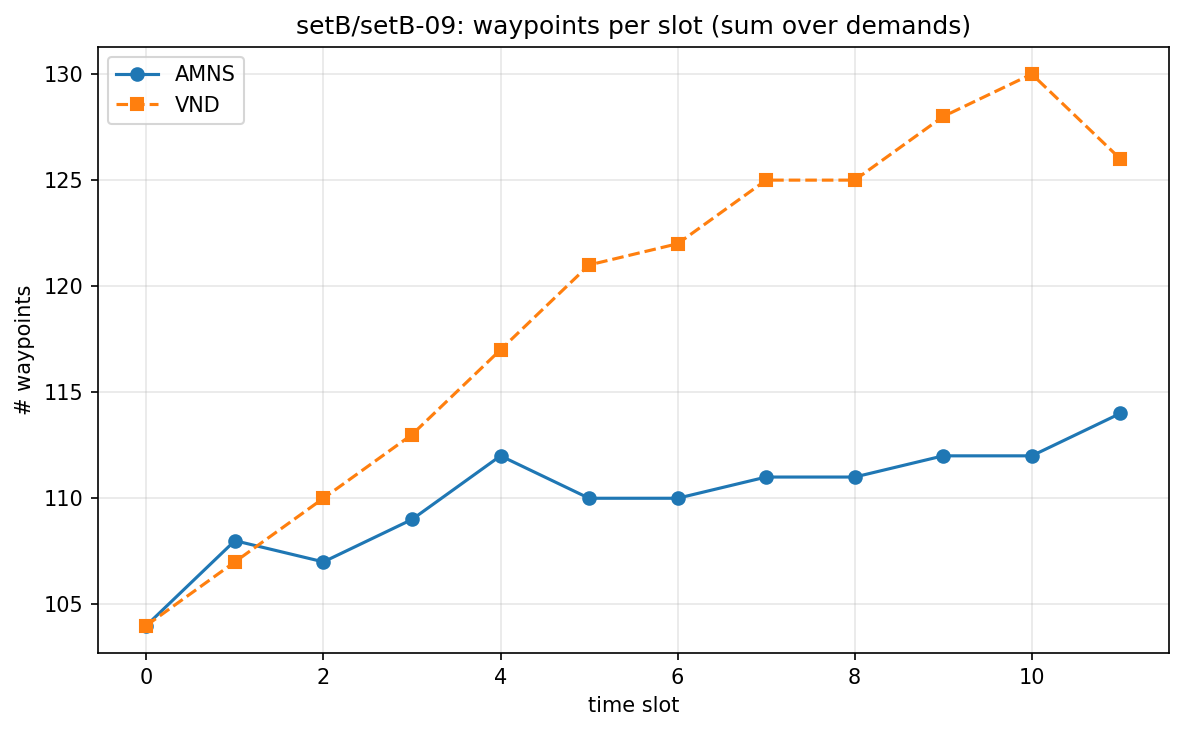 setB/setB-09: waypoints per slot (sum over demands)
AMNS
VND
# waypoints
130
125
120
115
110
105
0 2 4 6 8 10
time slot